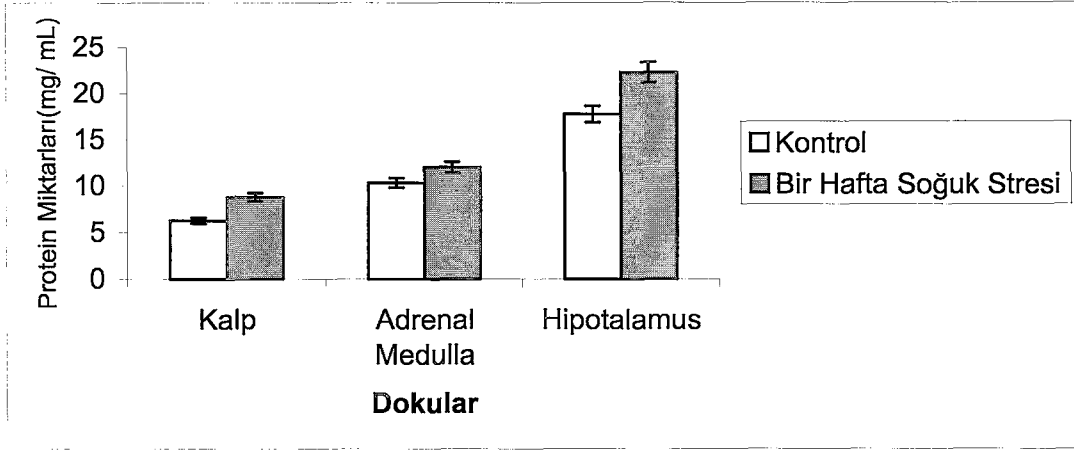 Protein Miktarları(mg/ mL)
25
20
15
10
5
0
Kalp
Adrenal
Medulla
Hipotalamus
Dokular
Kontrol
Bir Hafta Soğuk Stresi